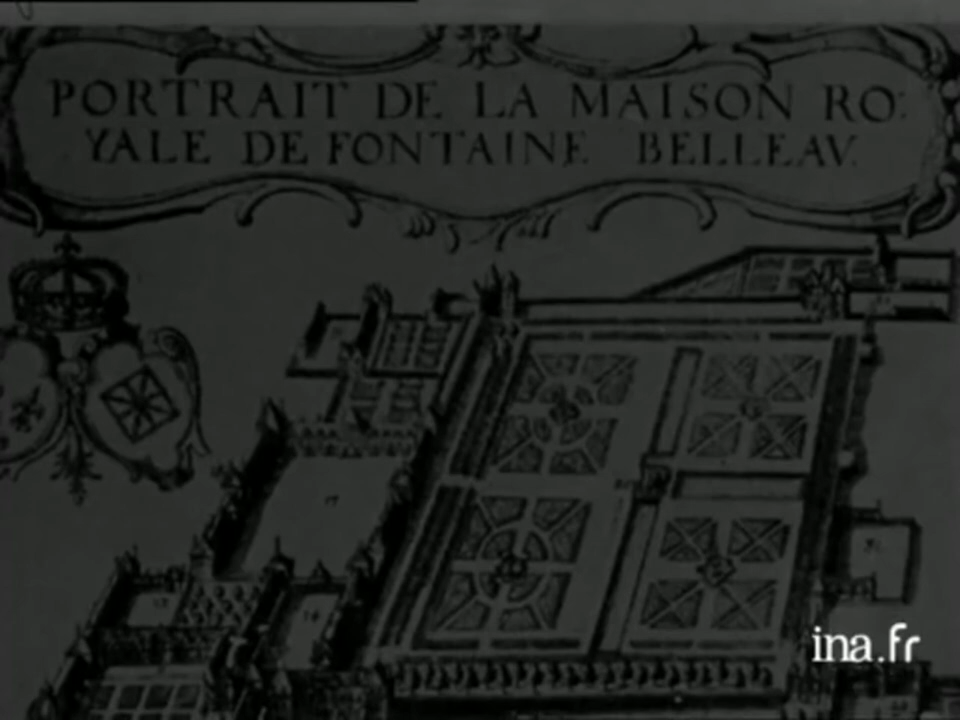 PORTRAIT DE LA MAISON RO:
YALE DE FONTAINE BELLEAV.
ina.fr